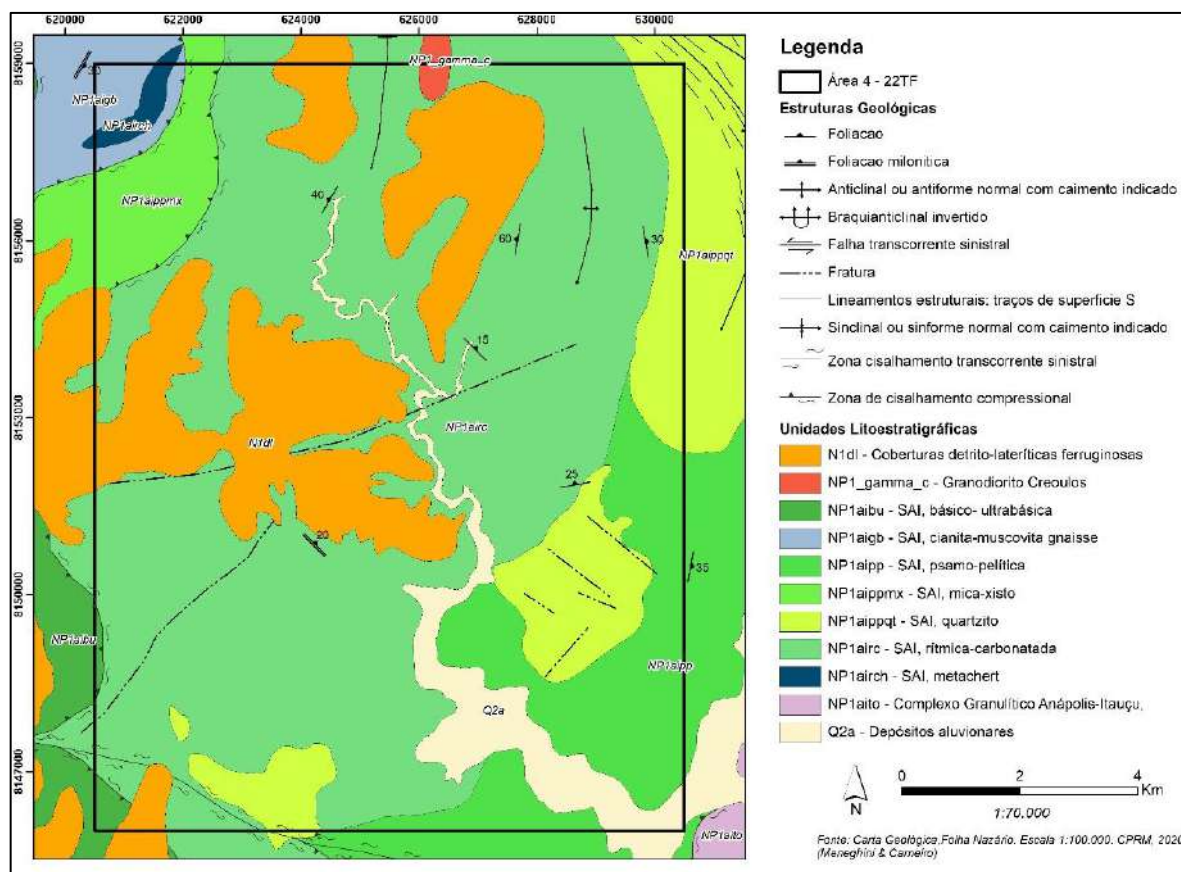 620000 622000 624000 626000 628000 630000
8159000
8156000
8153000
8150000
8147000
30
NP1_gamma_c
NP1aigb
NP1airch
NP1aippmx
40
60
30
NP1aippqt
15
NP1airc
N1dl
25
20
35
NP1aibu
NP1aipp
Q2a
NP1aito
Legenda
Área 4 - 22TF
Estruturas Geológicas
Foliacao
Foliacao milonitica
Anticlinal ou antiforme normal com caimento indicado
Braquianticlinal invertido
Falha transcorrente sinistral
Fratura
Lineamentos estruturais: traços de superficie S
Sinclinal ou sinforme normal com caimento indicado
Zona cisalhamento transcorrente sinistral
Zona de cisalhamento compressional
Unidades Litoestratigráficas
N1dl - Coberturas detrito-lateríticas ferruginosas
NP1_gamma_c - Granodiorito Creoulos
NP1aibu - SAI, básico- ultrabásica
NP1aigb - SAI, cianita-muscovita gnaisse
NP1aipp - SAI, psamo-pelítica
NP1aippmx - SAI, mica-xisto
NP1aippqt - SAI, quartzito
NP1airc - SAI, rítmica-carbonatada
NP1airch - SAI, metachert
NP1aito - Complexo Granulítico Anápolis-Itauçu,
Q2a - Depósitos aluvionares
N
0 2 4
Km
1:70.000
Fonte: Carta Geológica,Folha Nazário. Escala 1:100.000. CPRM, 2020
(Meneghini & Carneiro)